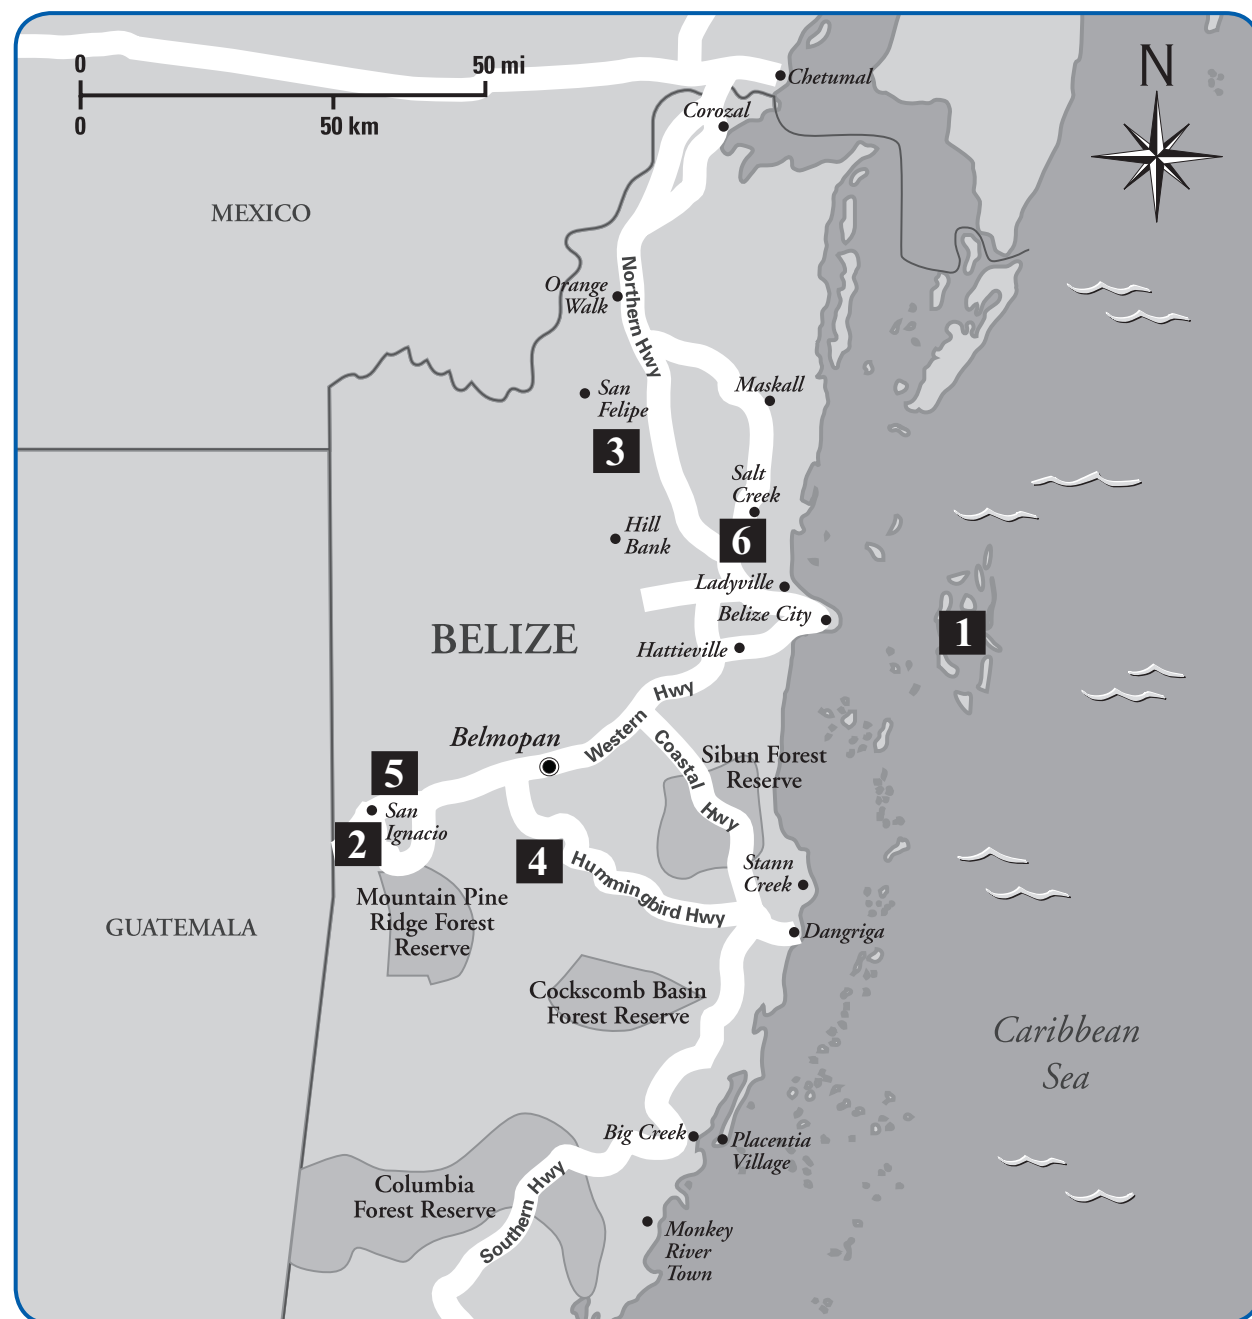 N
0
50 mi
0
50 km
Chetumal
Corozal
MEXICO
Orange
Walk
Northern Hwy
San
Felipe
Maskall
3
Salt
Creek
Hill
Bank
6
Ladyville
Belize City
BELIZE
Hattieville
1
Western Hwy
Belmopan
Coastal Hwy
Sibun Forest
Reserve
5
San
Ignacio
2
4
Hummingbird Hwy
Stann
Creek
Mountain Pine
Ridge Forest
Reserve
GUATEMALA
Dangriga
Cockscomb Basin
Forest Reserve
Caribbean
Sea
Big Creek
Placentia
Village
Columbia
Forest Reserve
Southern Hwy
Monkey
River
Town